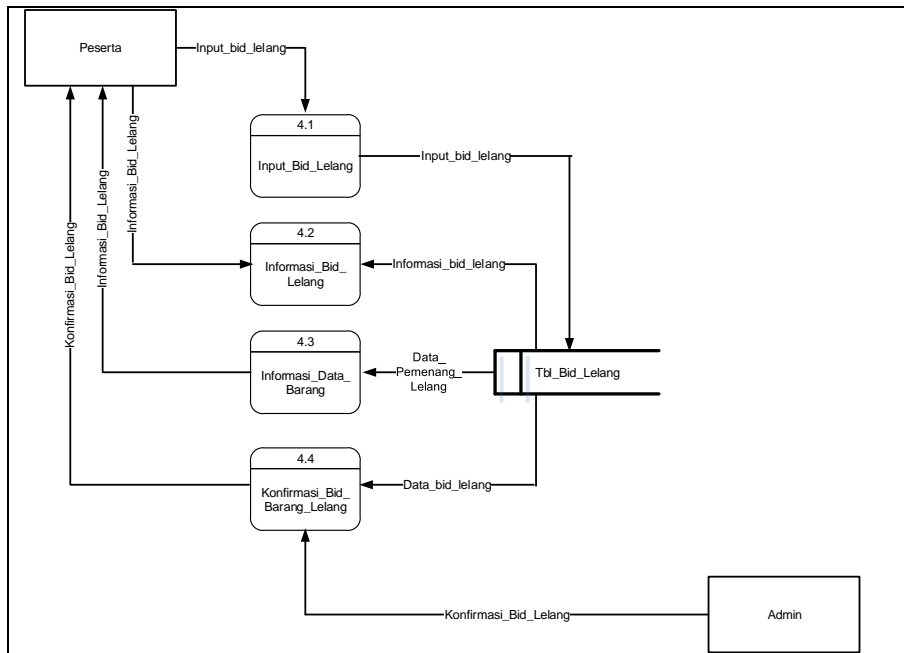 Peserta
Input_bid_lelang
4.1
Input_Bid_Lelang
Input_bid_lelang
Informasi_Bid_Lelang
Informasi_Bid_Lelang
Konfirmasi_Bid_Lelang
4.2
Informasi_Bid_
Lelang
Informasi_bid_lelang
4.3
Informasi_Data_
Barang
Data_
Pemenang_
Lelang
Tbl_Bid_Lelang
4.4
Konfirmasi_Bid_
Barang_Lelang
Data_bid_lelang
Konfirmasi_Bid_Lelang
Admin